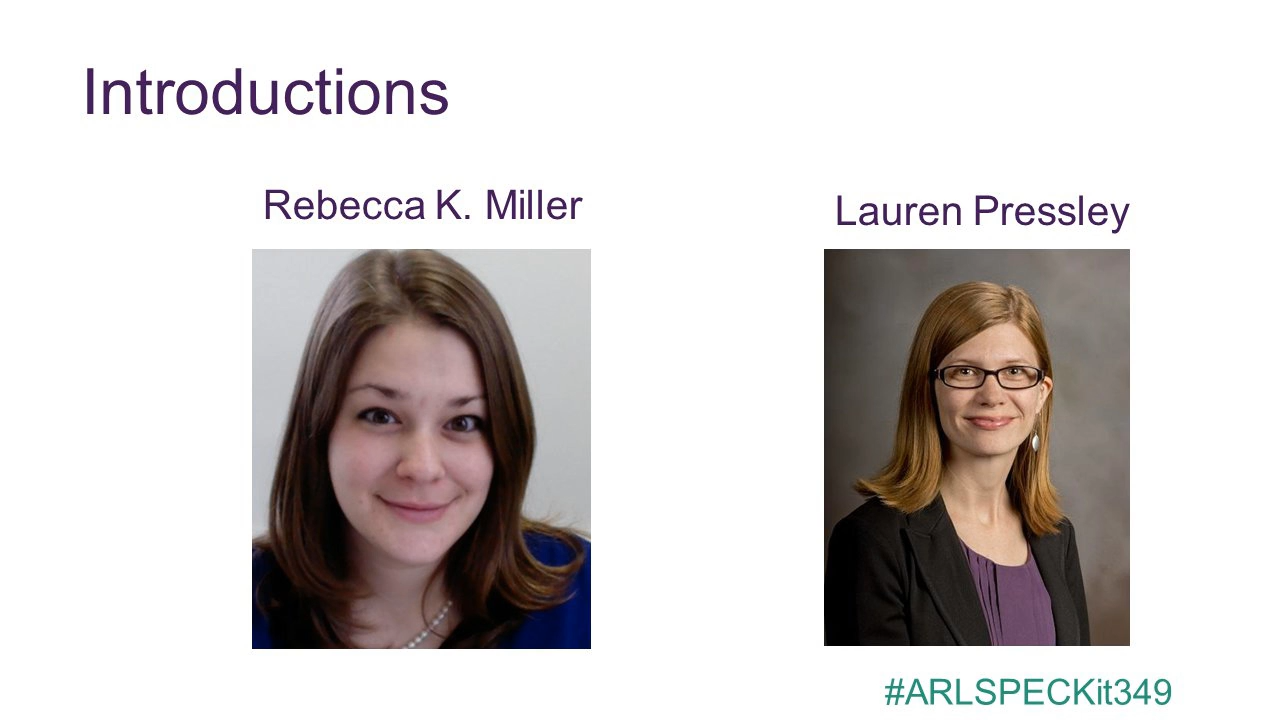 Introductions
Rebecca K. Miller
Lauren Pressley
#ARLSPECKit349